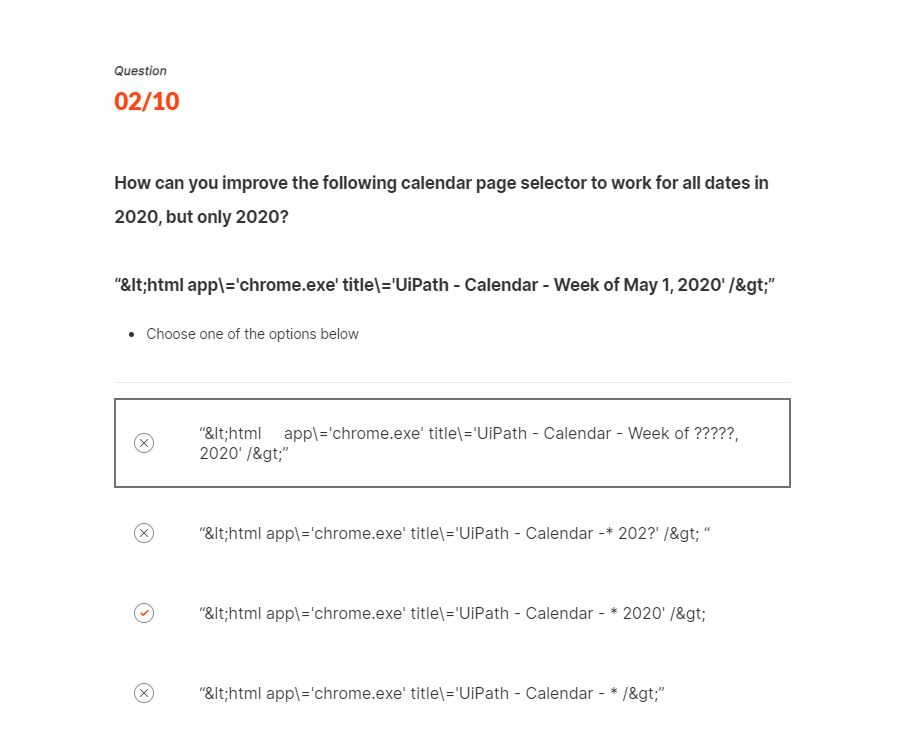 Question
02/10
How can you improve the following calendar page selector to work for all dates in
2020, but only 2020?
“&lt;html app\='chrome.exe' title\='UiPath - Calendar - Week of May 1, 2020' /&gt;”
• Choose one of the options below
“&lt;html app\='chrome.exe' title\='UiPath - Calendar - Week of ?????,
2020' /&gt;”
“&lt;html app\='chrome.exe' title\='UiPath - Calendar -* 202?' /&gt; “
“&lt;html app\='chrome.exe' title\='UiPath - Calendar - * 2020' /&gt;
“&lt;html app\='chrome.exe' title\='UiPath - Calendar - * /&gt;”